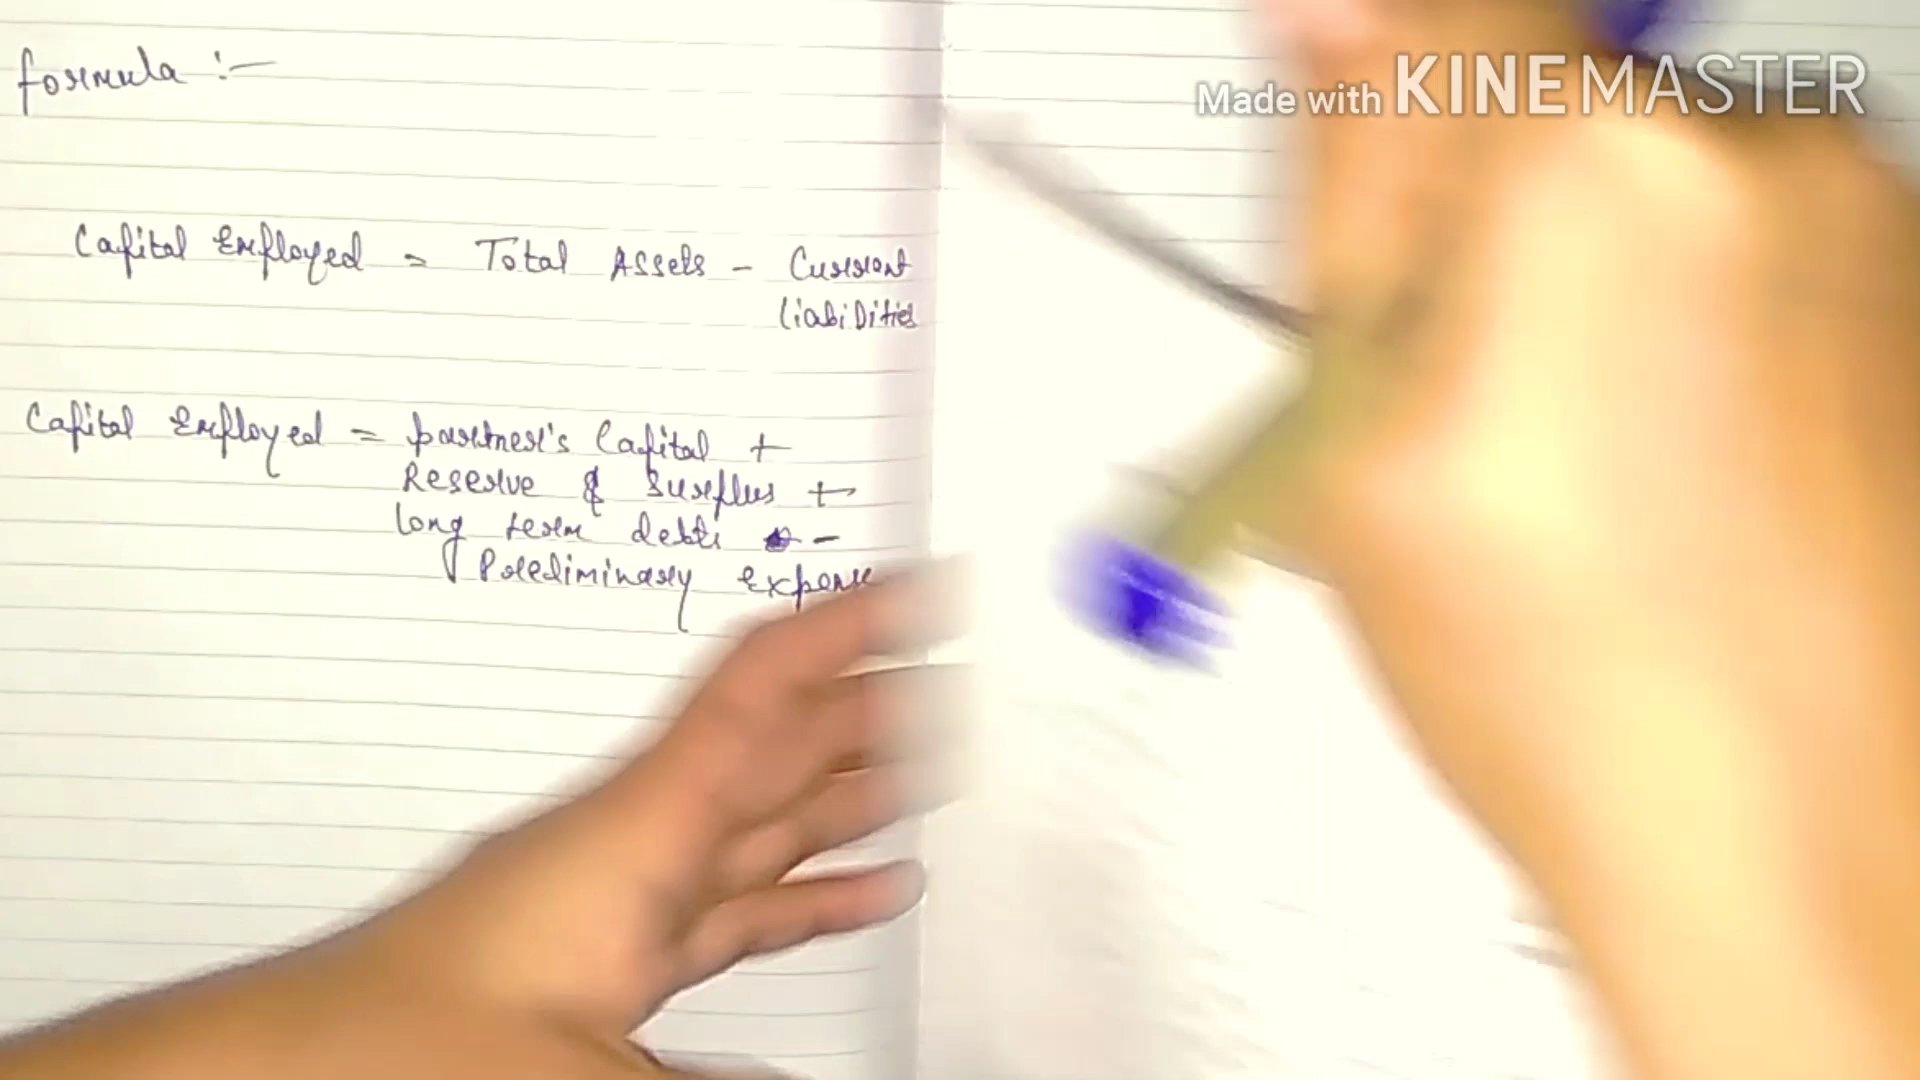 formula :-
Made with KINEMASTER
Capital Employed = Total Assets - Current
liabilities
Capital Employed = partner's Capital +
Reserve & Surplus +
long term debts -
Preliminary expense